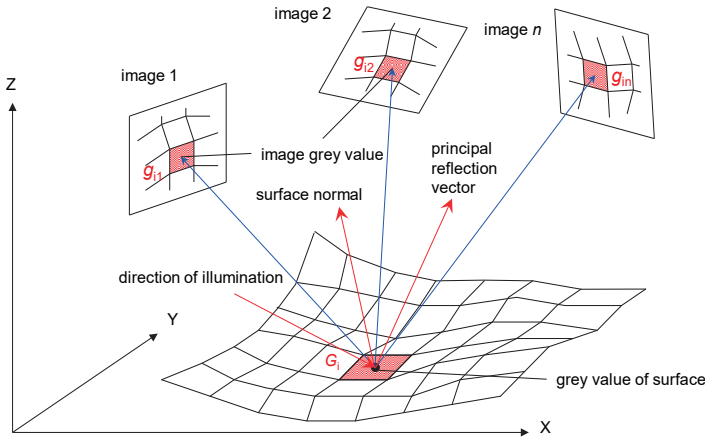 image 1
image 2
image n
Z
g_i1
g_i2
g_in
image grey value
principal
reflection
vector
surface normal
direction of illumination
Y
G_i
grey value of surface
X